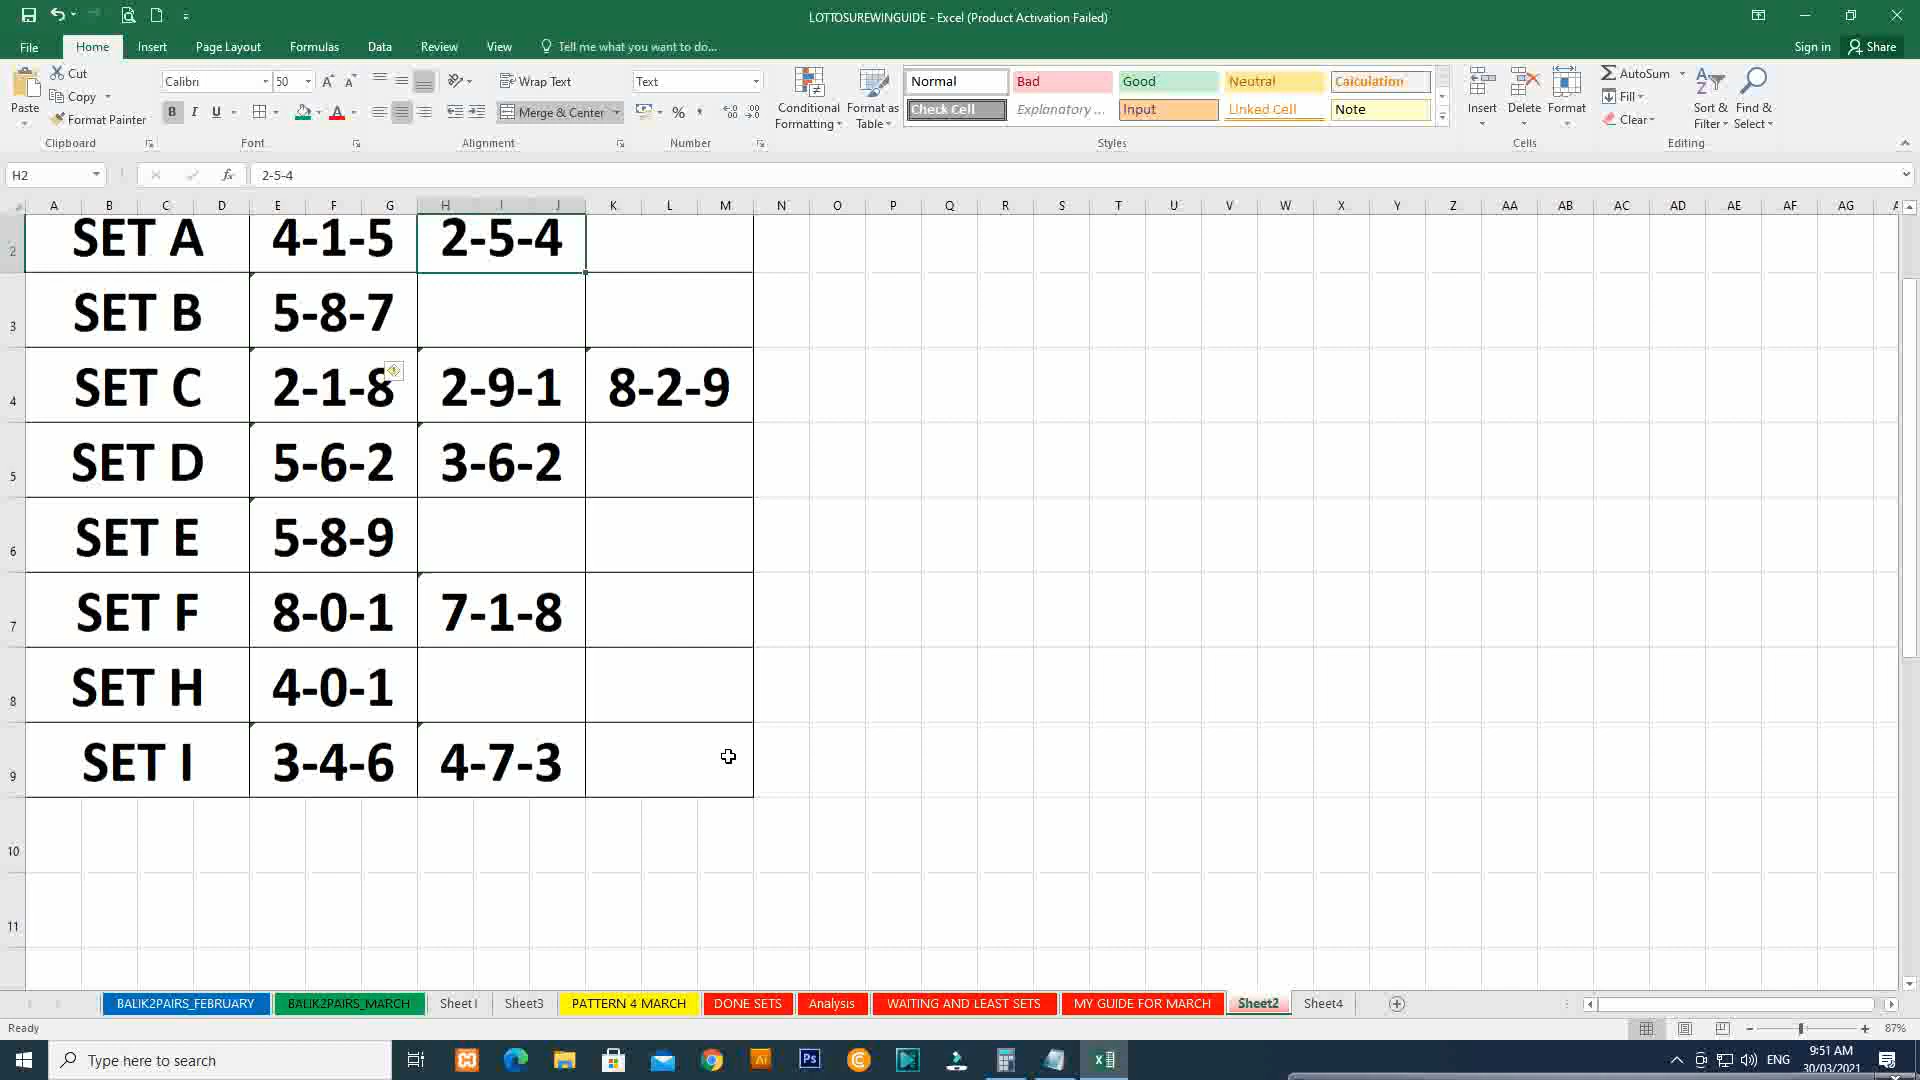 LOTTOSUREWINGUIDE - Excel (Product Activation Failed)
File Home Insert Page Layout Formulas Data Review View Tell me what you want to do... Sign in Share
Paste Cut Copy Format Painter Clipboard
Calibri 50 B I U Font
Wrap Text Merge & Center Alignment
Text % Number
Conditional Formatting Format as Table
Normal Bad Good Neutral Calculation
Check Cell Explanatory ... Input Linked Cell Note
Styles
Insert Delete Format Cells
AutoSum Fill Clear Sort & Filter Find & Select Editing
H2 fx 2-5-4
A B C D E F G H I J K L M N O P Q R S T U V W X Y Z AA AB AC AD AE AF AG
2 SET A 4-1-5 2-5-4
3 SET B 5-8-7
4 SET C 2-1-8 2-9-1 8-2-9
5 SET D 5-6-2 3-6-2
6 SET E 5-8-9
7 SET F 8-0-1 7-1-8
8 SET H 4-0-1
9 SET I 3-4-6 4-7-3
10
11
BALIK2PAIRS_FEBRUARY BALIK2PAIRS_MARCH Sheet1 Sheet3 PATTERN 4 MARCH DONE SETS Analysis WAITING AND LEAST SETS MY GUIDE FOR MARCH Sheet2 Sheet4
Ready 87%
Type here to search Ai Ps ENG 9:51 AM
30/03/2021